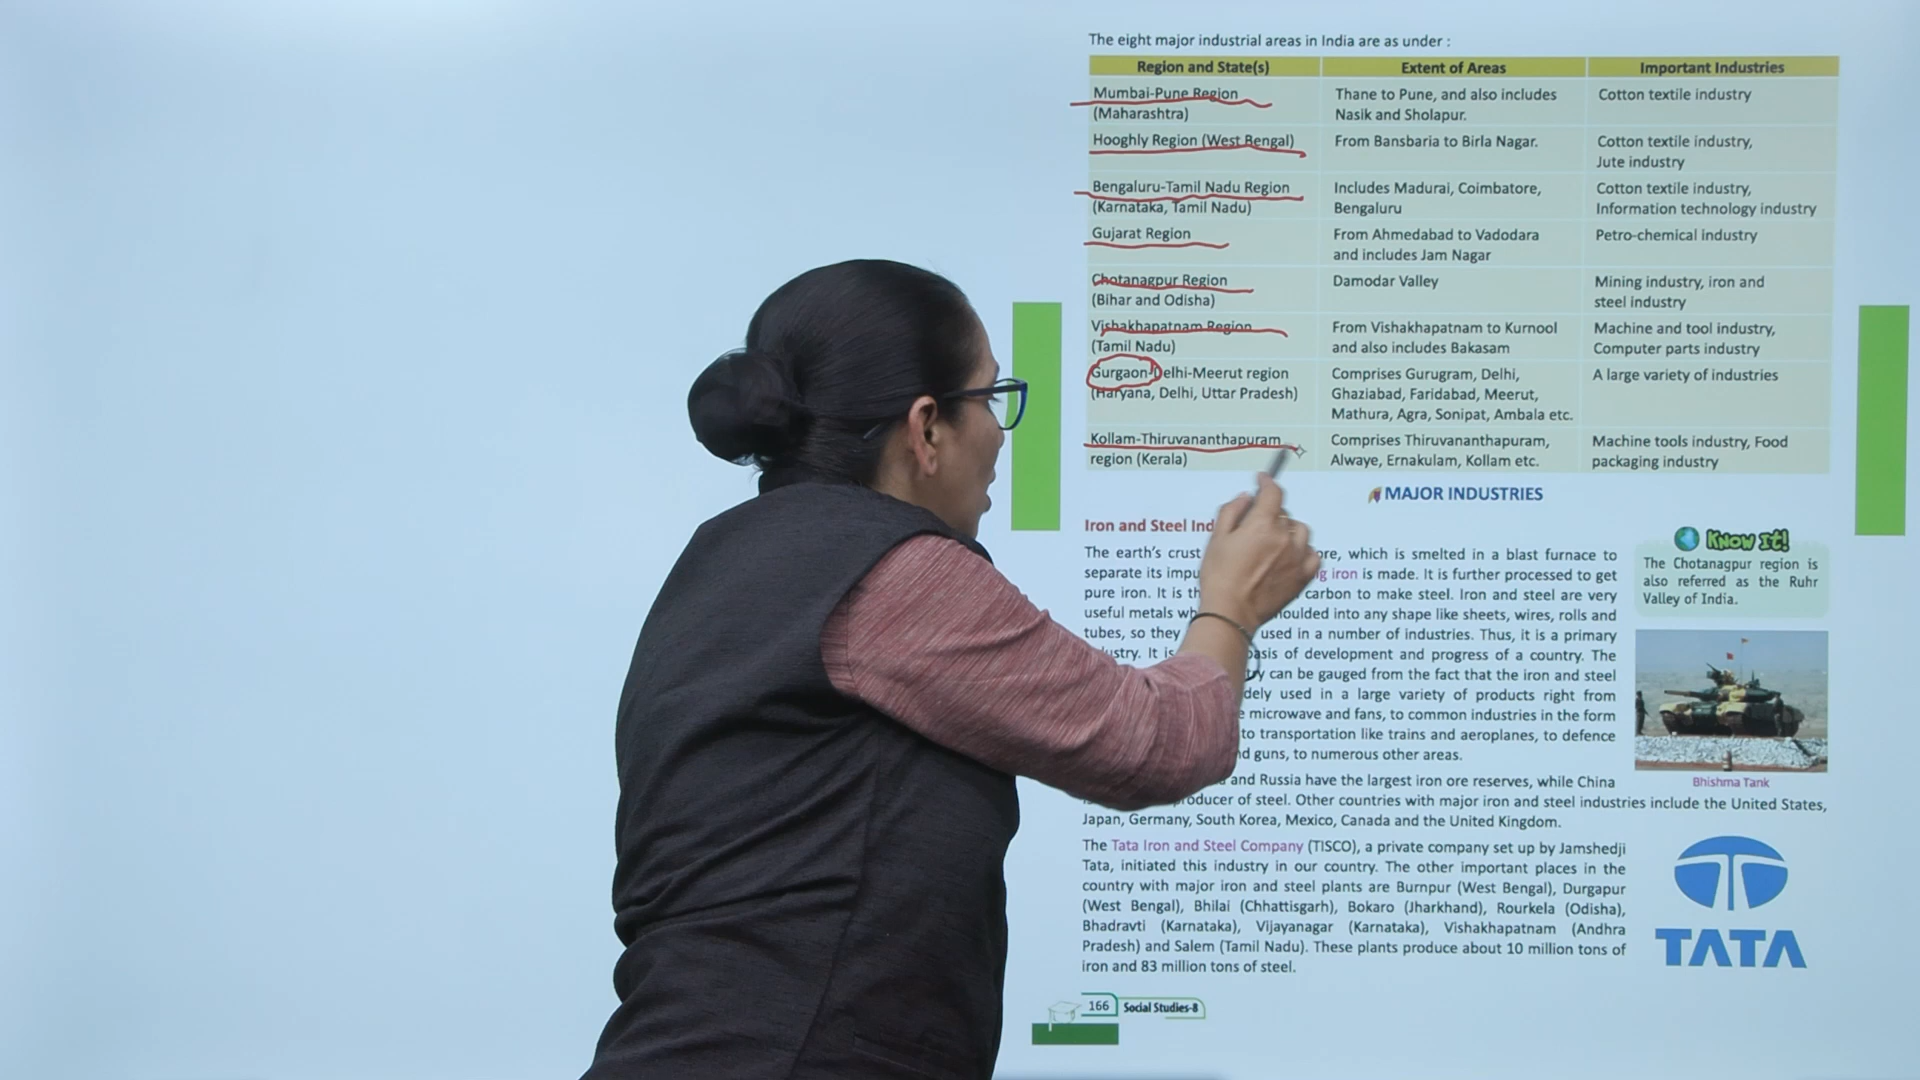 The eight major industrial areas in India are as under :
Region and State(s) Extent of Areas Important Industries
Mumbai-Pune Region Thane to Pune, and also includes Cotton textile industry
(Maharashtra) Nasik and Sholapur.
Hooghly Region (West Bengal) From Bansbaria to Birla Nagar. Cotton textile industry,
Jute industry
Bengaluru-Tamil Nadu Region Includes Madurai, Coimbatore, Cotton textile industry,
(Karnataka, Tamil Nadu) Bengaluru Information technology industry
Gujarat Region From Ahmedabad to Vadodara Petro-chemical industry
and includes Jam Nagar
Chotanagpur Region Damodar Valley Mining industry, iron and
(Bihar and Odisha) steel industry
Vishakhapatnam Region From Vishakhapatnam to Kurnool Machine and tool industry,
(Tamil Nadu) and also includes Bakasam Computer parts industry
Gurgaon-Delhi-Meerut region Comprises Gurugram, Delhi, A large variety of industries
(Haryana, Delhi, Uttar Pradesh) Ghaziabad, Faridabad, Meerut,
Mathura, Agra, Sonipat, Ambala etc.
Kollam-Thiruvananthapuram Comprises Thiruvananthapuram, Machine tools industry, Food
region (Kerala) Alwaye, Ernakulam, Kollam etc. packaging industry
MAJOR INDUSTRIES
Iron and Steel
The earth's crust ore, which is smelted in a blast furnace to
separate its iron is made. It is further processed to get
pure iron. It is carbon to make steel. Iron and steel are very
useful metals moulded into any shape like sheets, wires, rolls and
tubes, so they used in a number of industries. Thus, it is a primary
It is of development and progress of a country. The
can be gauged from the fact that the iron and steel
used in a large variety of products right from
microwave and fans, to common industries in the form
to transportation like trains and aeroplanes, to defence
guns, to numerous other areas.
and Russia have the largest iron ore reserves, while China
producer of steel. Other countries with major iron and steel industries include the United States,
Japan, Germany, South Korea, Mexico, Canada and the United Kingdom.
The Tata Iron and Steel Company (TISCO), a private company set up by Jamshedji
Tata, initiated this industry in our country. The other important places in the
country with major iron and steel plants are Burnpur (West Bengal), Durgapur
(West Bengal), Bhilai (Chhattisgarh), Bokaro (Jharkhand), Rourkela (Odisha),
Bhadravti (Karnataka), Vijayanagar (Karnataka), Vishakhapatnam (Andhra
Pradesh) and Salem (Tamil Nadu). These plants produce about 10 million tons of
iron and 83 million tons of steel.
KNOW IT!
The Chotanagpur region is
also referred as the Ruhr
Valley of India.
Bhishma Tank
TATA
166 Social Studies-8